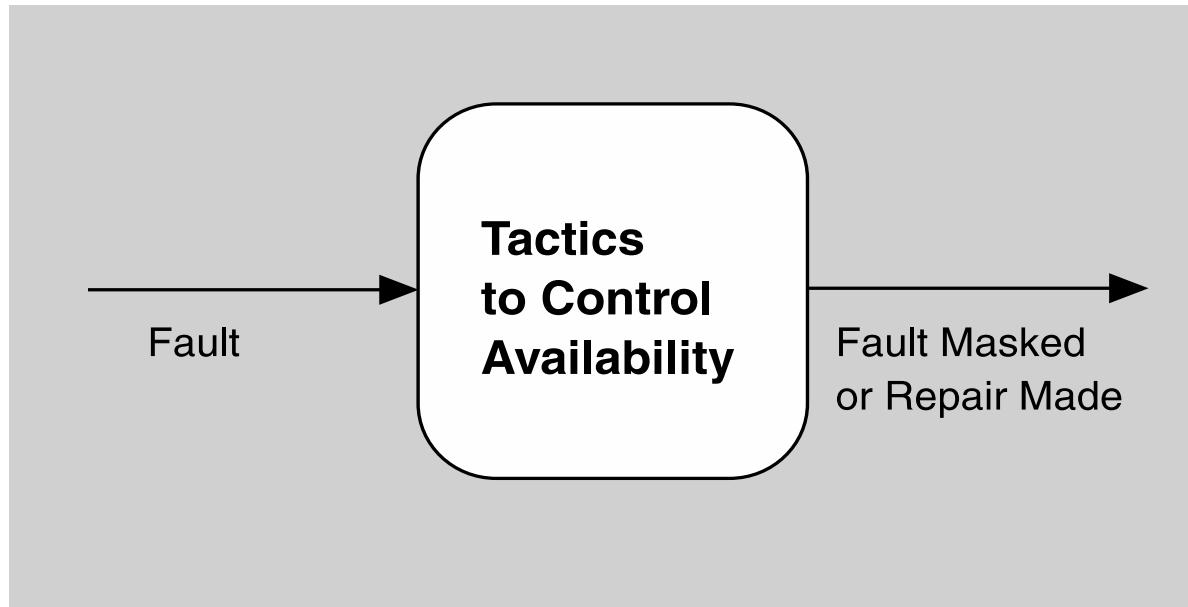 Fault
Tactics
to Control
Availability
Fault Masked
or Repair Made